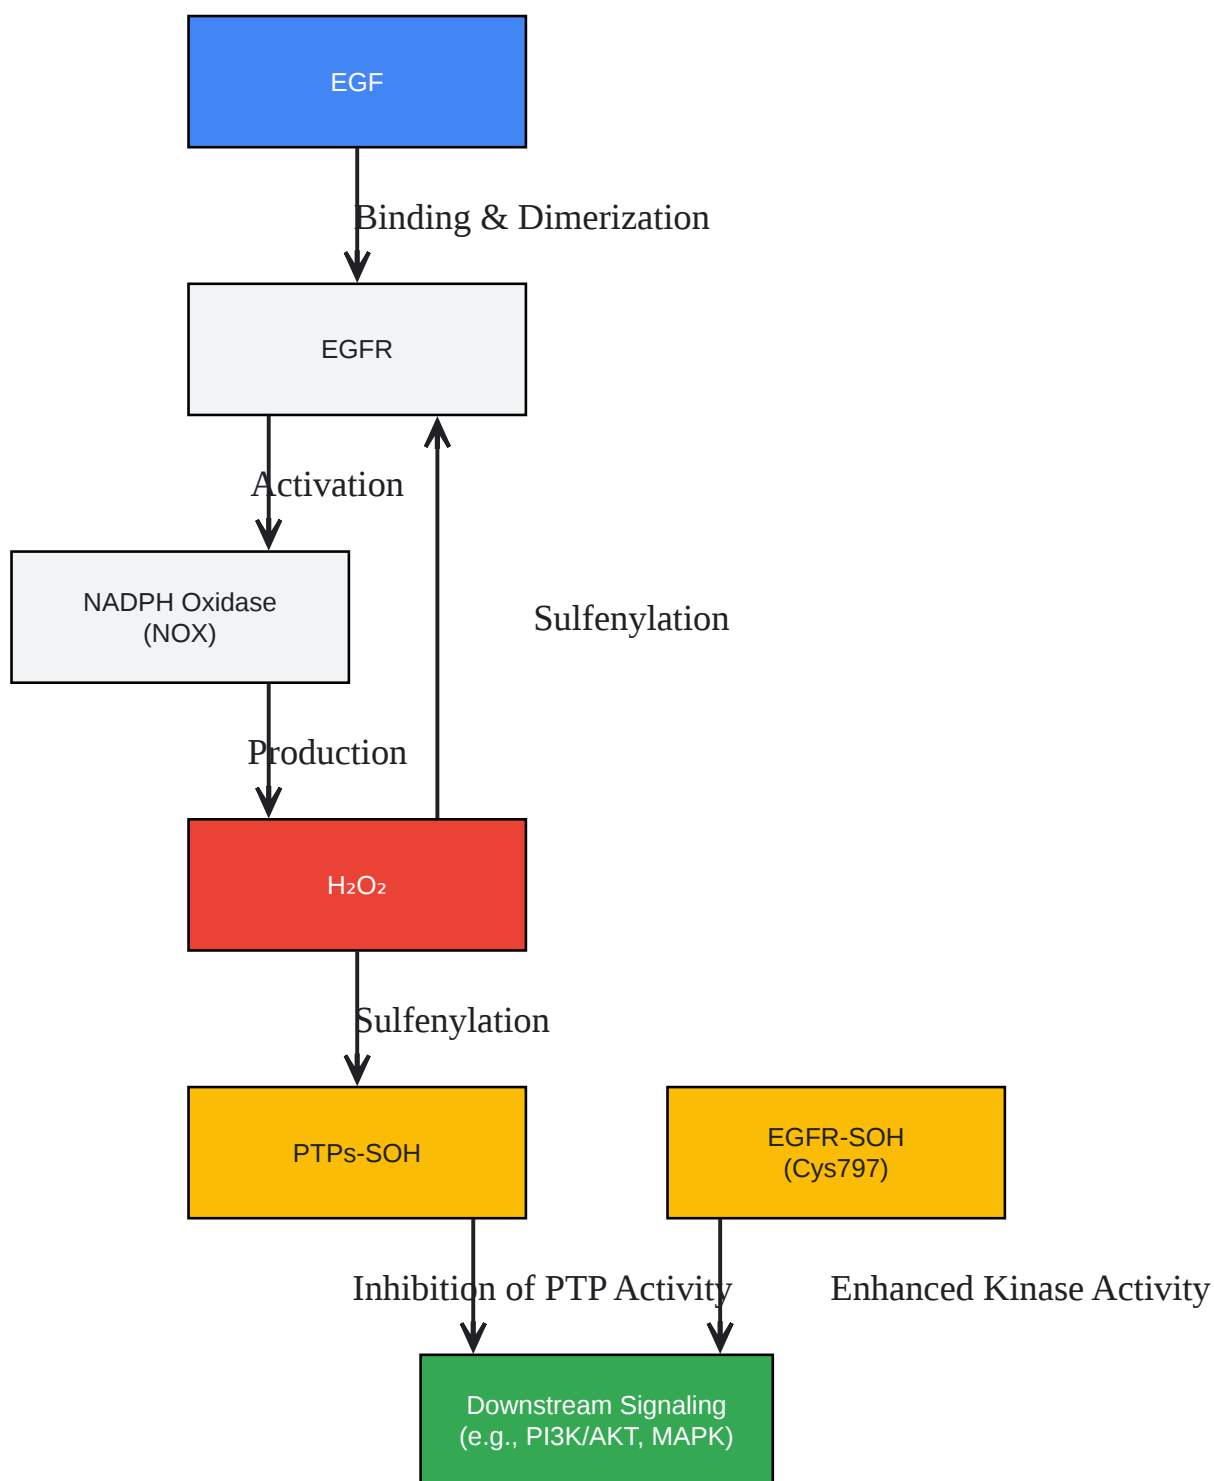 EGF
Binding & Dimerization
EGFR
Activation
NADPH Oxidase
(NOX)
Sulfenylation
Production
H₂O₂
Sulfenylation
PTPs-SOH
EGFR-SOH
(Cys797)
Inhibition of PTP Activity
Enhanced Kinase Activity
Downstream Signaling
(e.g., PI3K/AKT, MAPK)